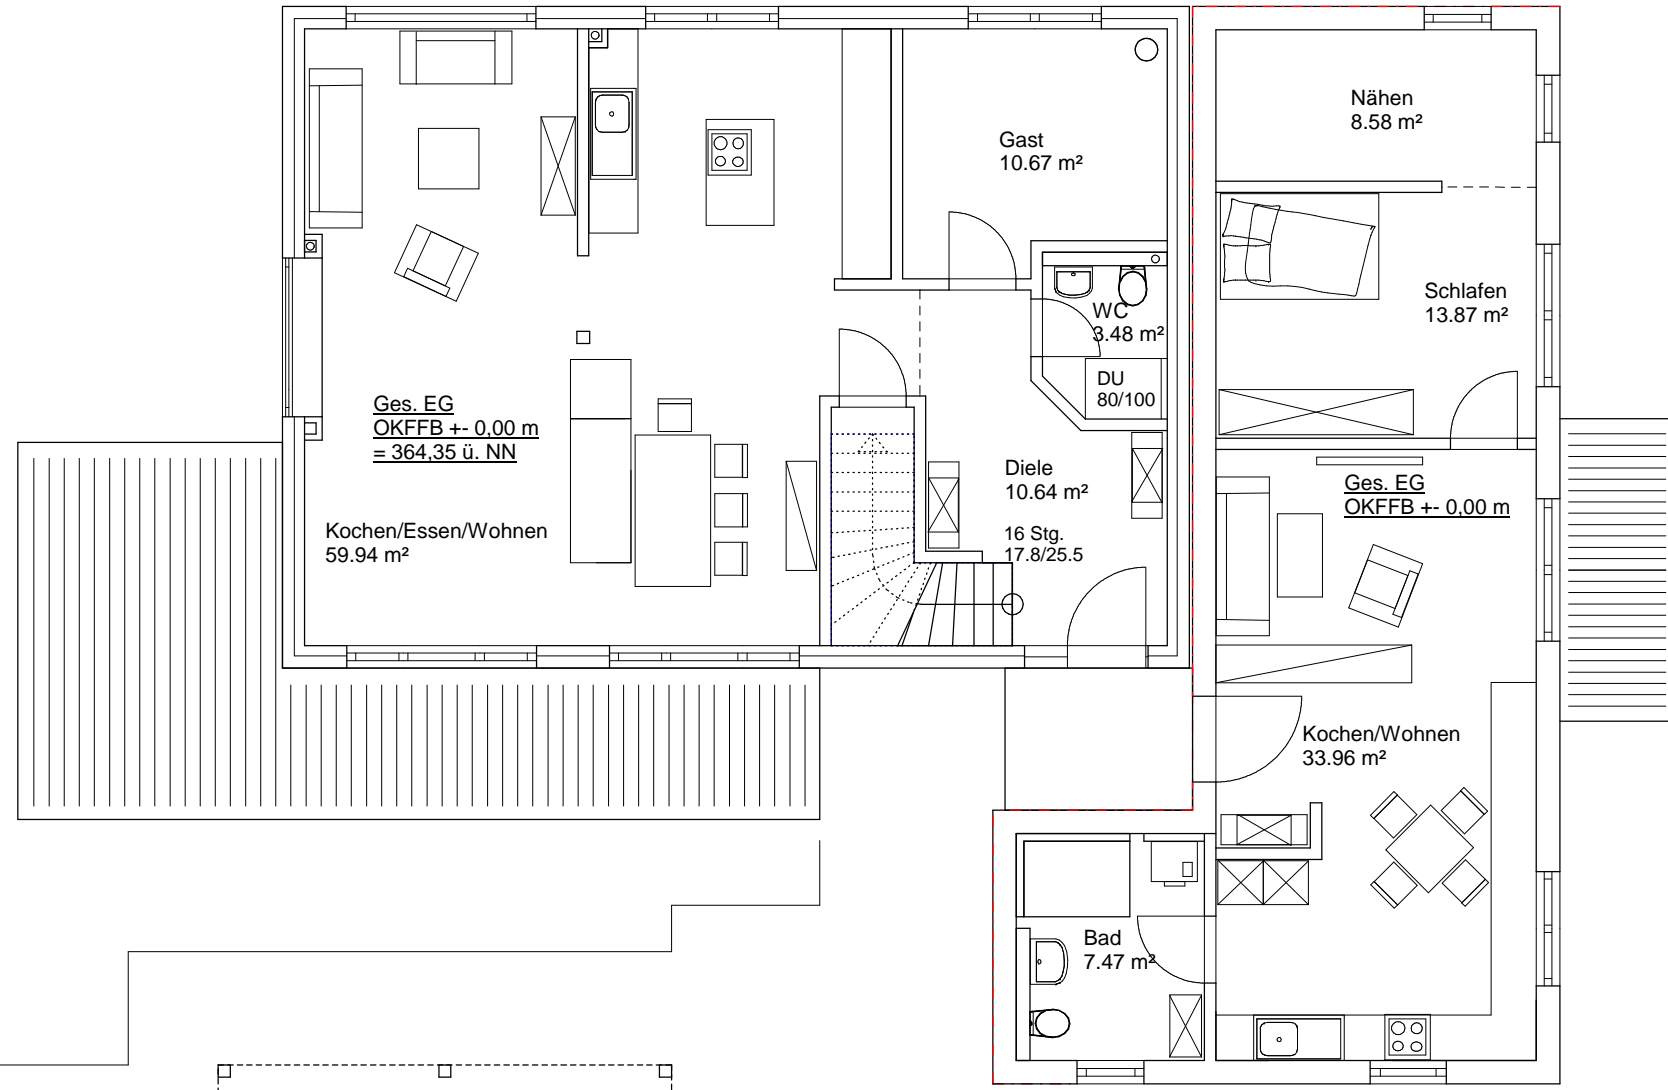 Nähen
8.58 m²
Gast
10.67 m²
Schlafen
13.87 m²
WC
3.48 m²
DU
80/100
Ges. EG
OKFFB +- 0,00 m
= 364,35 ü. NN
Diele
10.64 m²
16 Stg.
17.8/25.5
Ges. EG
OKFFB +- 0,00 m
Kochen/Essen/Wohnen
59.94 m²
Kochen/Wohnen
33.96 m²
Bad
7.47 m²